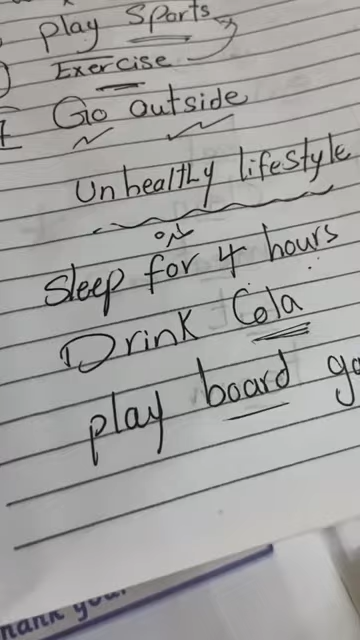 play Sports
Exercise
Go outside
Unhealthy lifestyle
Sleep for 4 hours
Drink Cola
play board